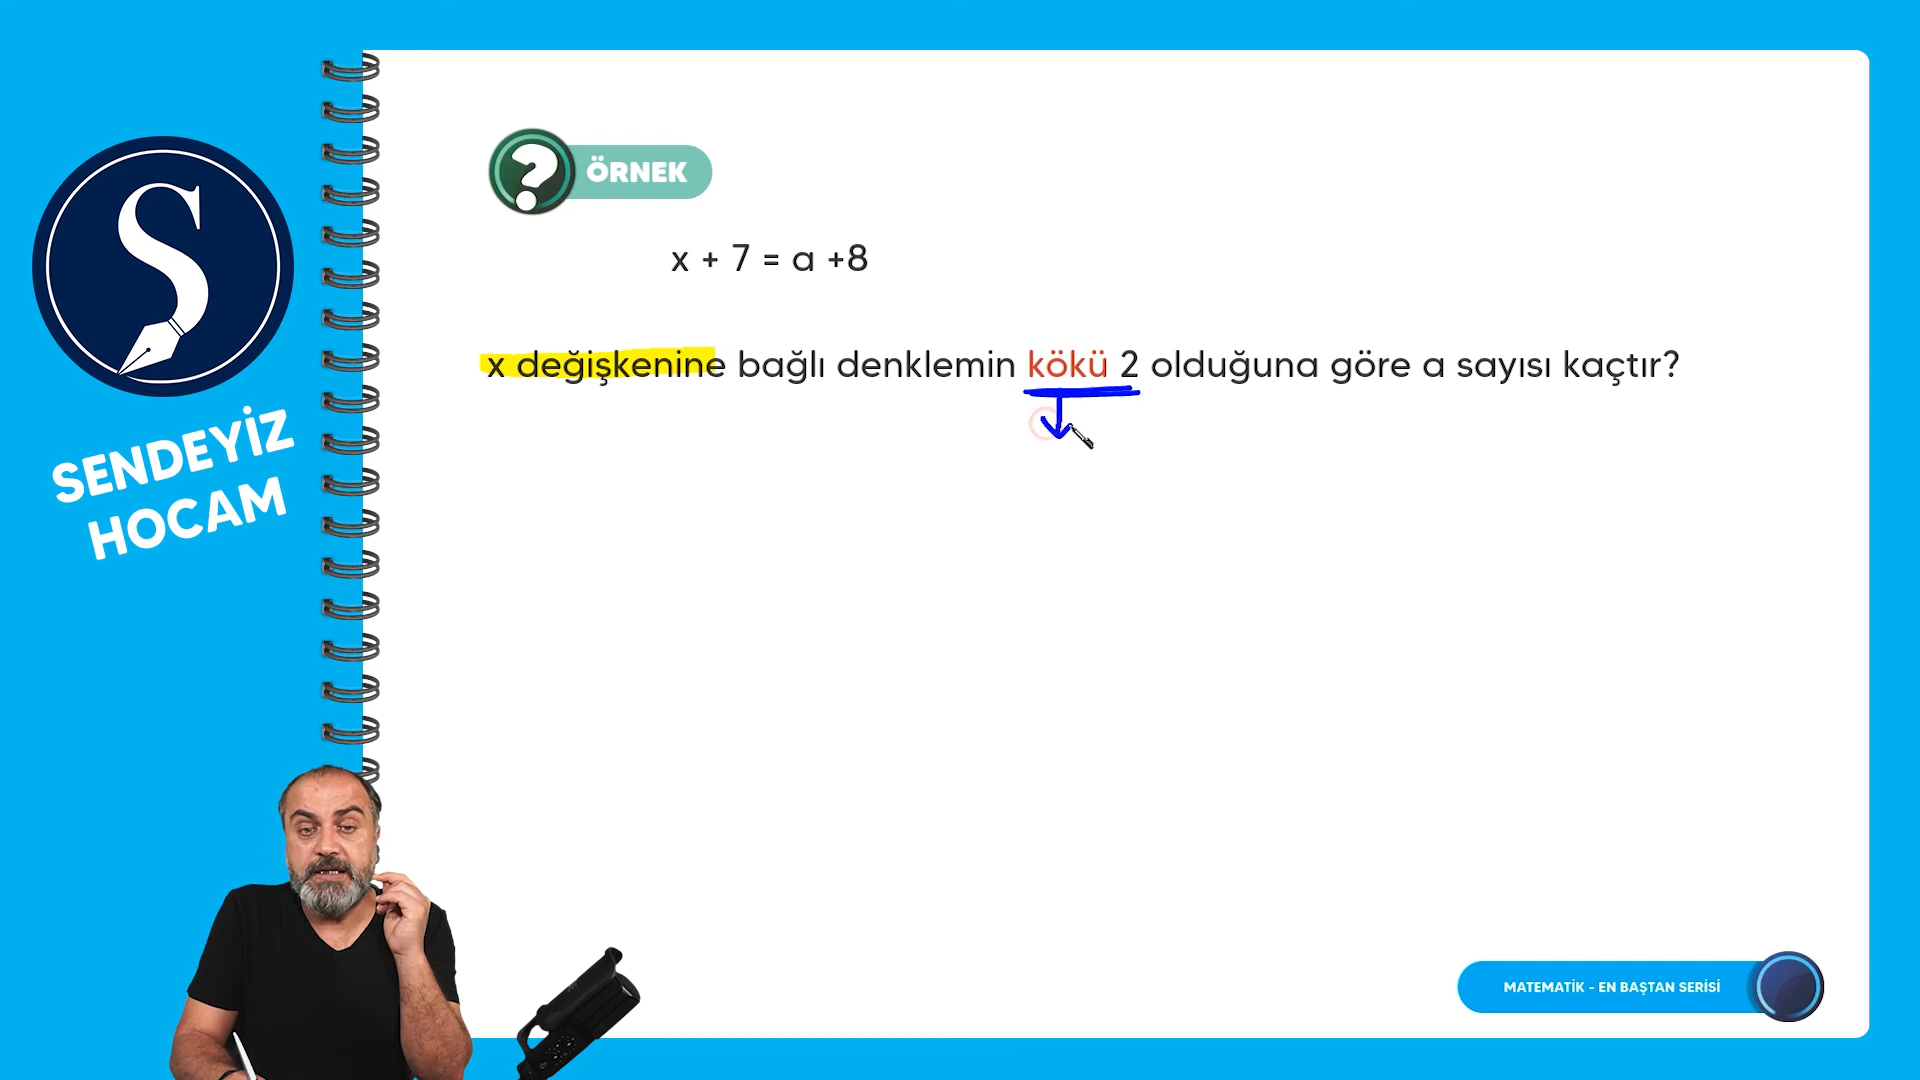 SENDEYİZ
HOCAM
ÖRNEK
x + 7 = a +8
x değişkenine bağlı denklemin kökü 2 olduğuna göre a sayısı kaçtır?
MATEMATİK - EN BAŞTAN SERİSİ